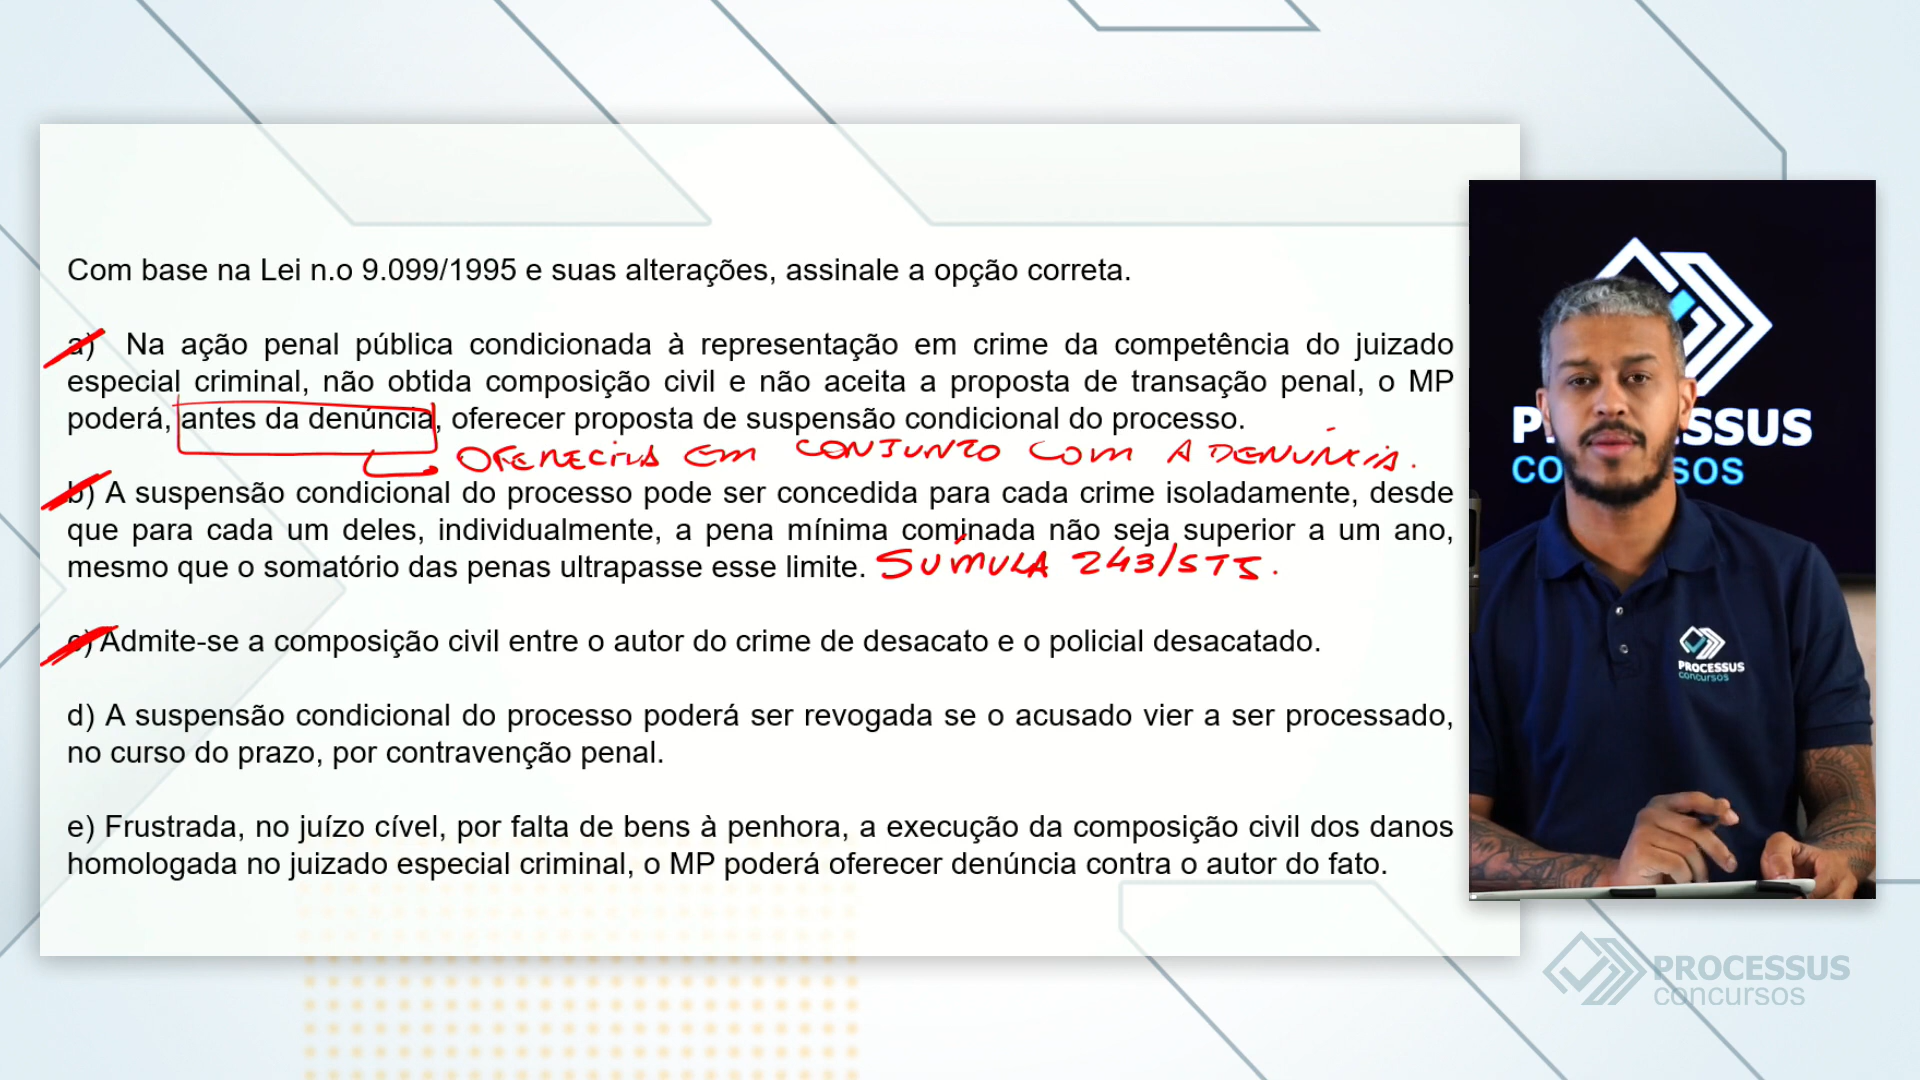 Com base na Lei n.o 9.099/1995 e suas alterações, assinale a opção correta.
a) Na ação penal pública condicionada à representação em crime da competência do juizado
especial criminal, não obtida composição civil e não aceita a proposta de transação penal, o MP
poderá, antes da denúncia, oferecer proposta de suspensão condicional do processo.
OFERECIDA EM CONJUNTO COM A DENÚNCIA.
b) A suspensão condicional do processo pode ser concedida para cada crime isoladamente, desde
que para cada um deles, individualmente, a pena mínima cominada não seja superior a um ano,
mesmo que o somatório das penas ultrapasse esse limite. SÚMULA 243/STJ.
c) Admite-se a composição civil entre o autor do crime de desacato e o policial desacatado.
d) A suspensão condicional do processo poderá ser revogada se o acusado vier a ser processado,
no curso do prazo, por contravenção penal.
e) Frustrada, no juízo cível, por falta de bens à penhora, a execução da composição civil dos danos
homologada no juizado especial criminal, o MP poderá oferecer denúncia contra o autor do fato.
PROCESSUS
concursos
PROCESSUS
concursos